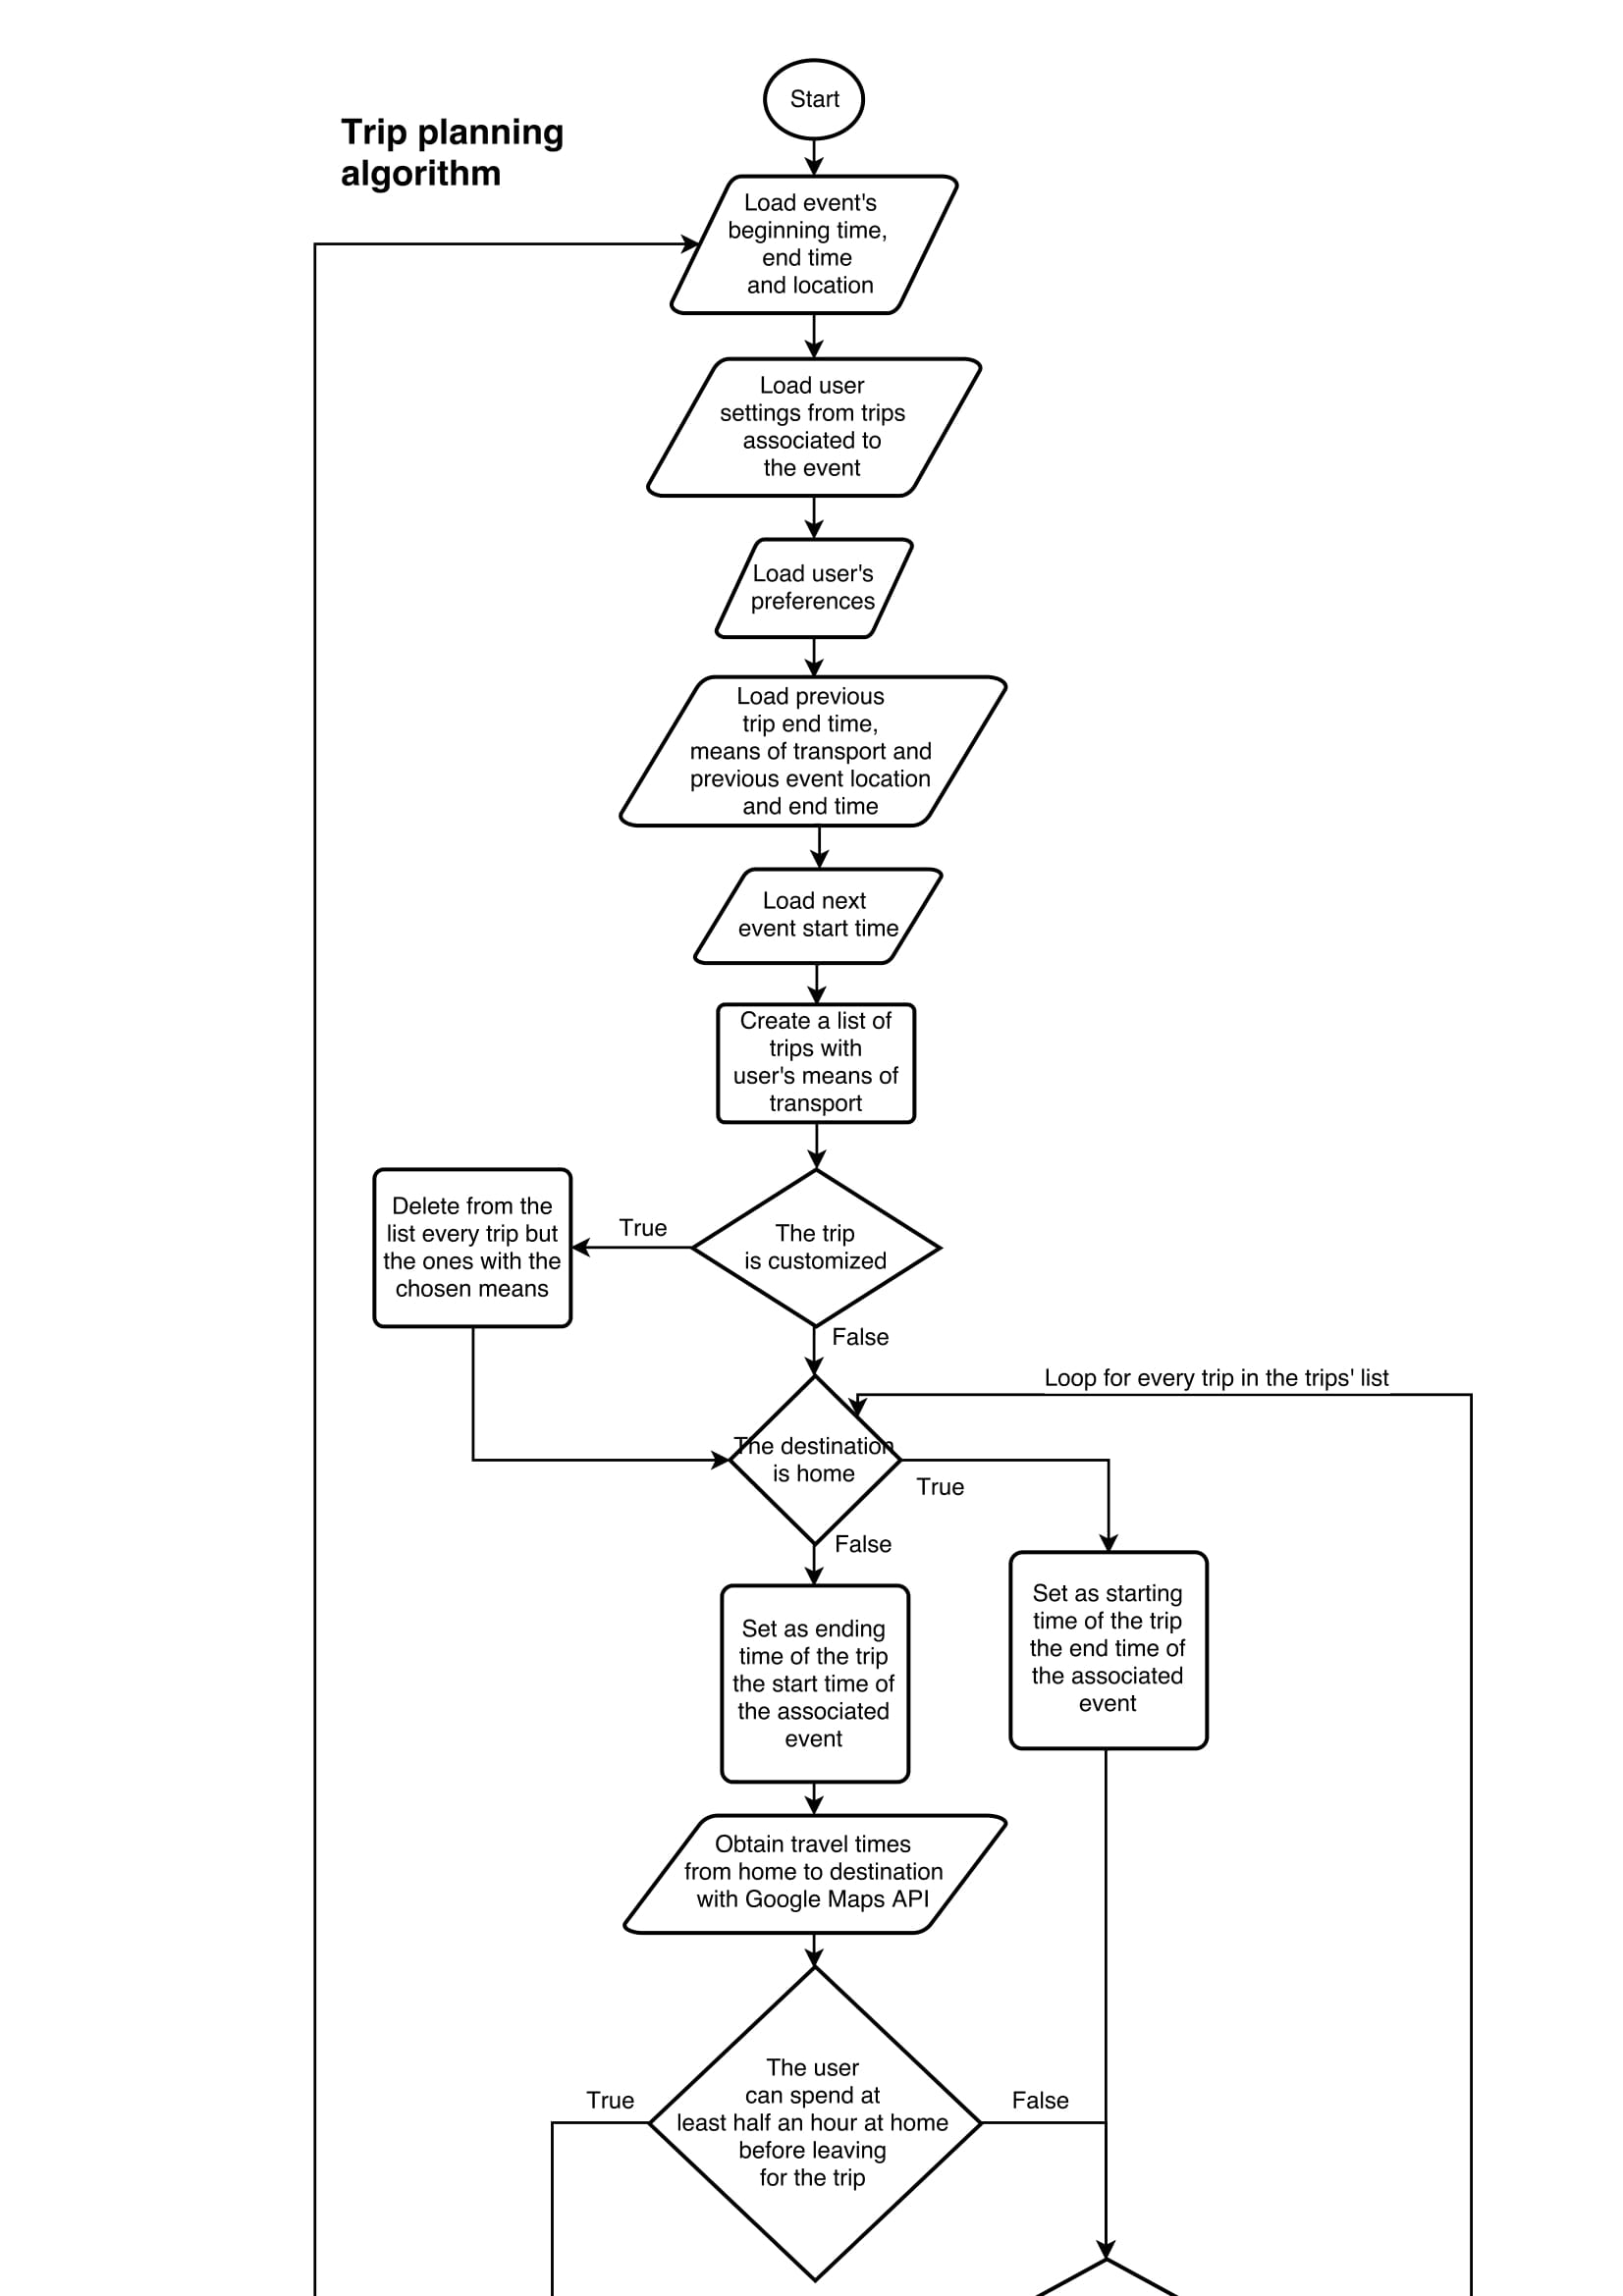 Start
Trip planning
algorithm
Load event's
beginning time,
end time
and location
Load user
settings from trips
associated to
the event
Load user's
preferences
Load previous
trip end time,
means of transport and
previous event location
and end time
Load next
event start time
Create a list of
trips with
user's means of
transport
Delete from the
list every trip but
the ones with the
chosen means
True
The trip
is customized
False
Loop for every trip in the trips' list
The destination
is home
True
False
Set as ending
time of the trip
the start time of
the associated
event
Set as starting
time of the trip
the end time of
the associated
event
Obtain travel times
from home to destination
with Google Maps API
True
The user
can spend at
least half an hour at home
before leaving
for the trip
False